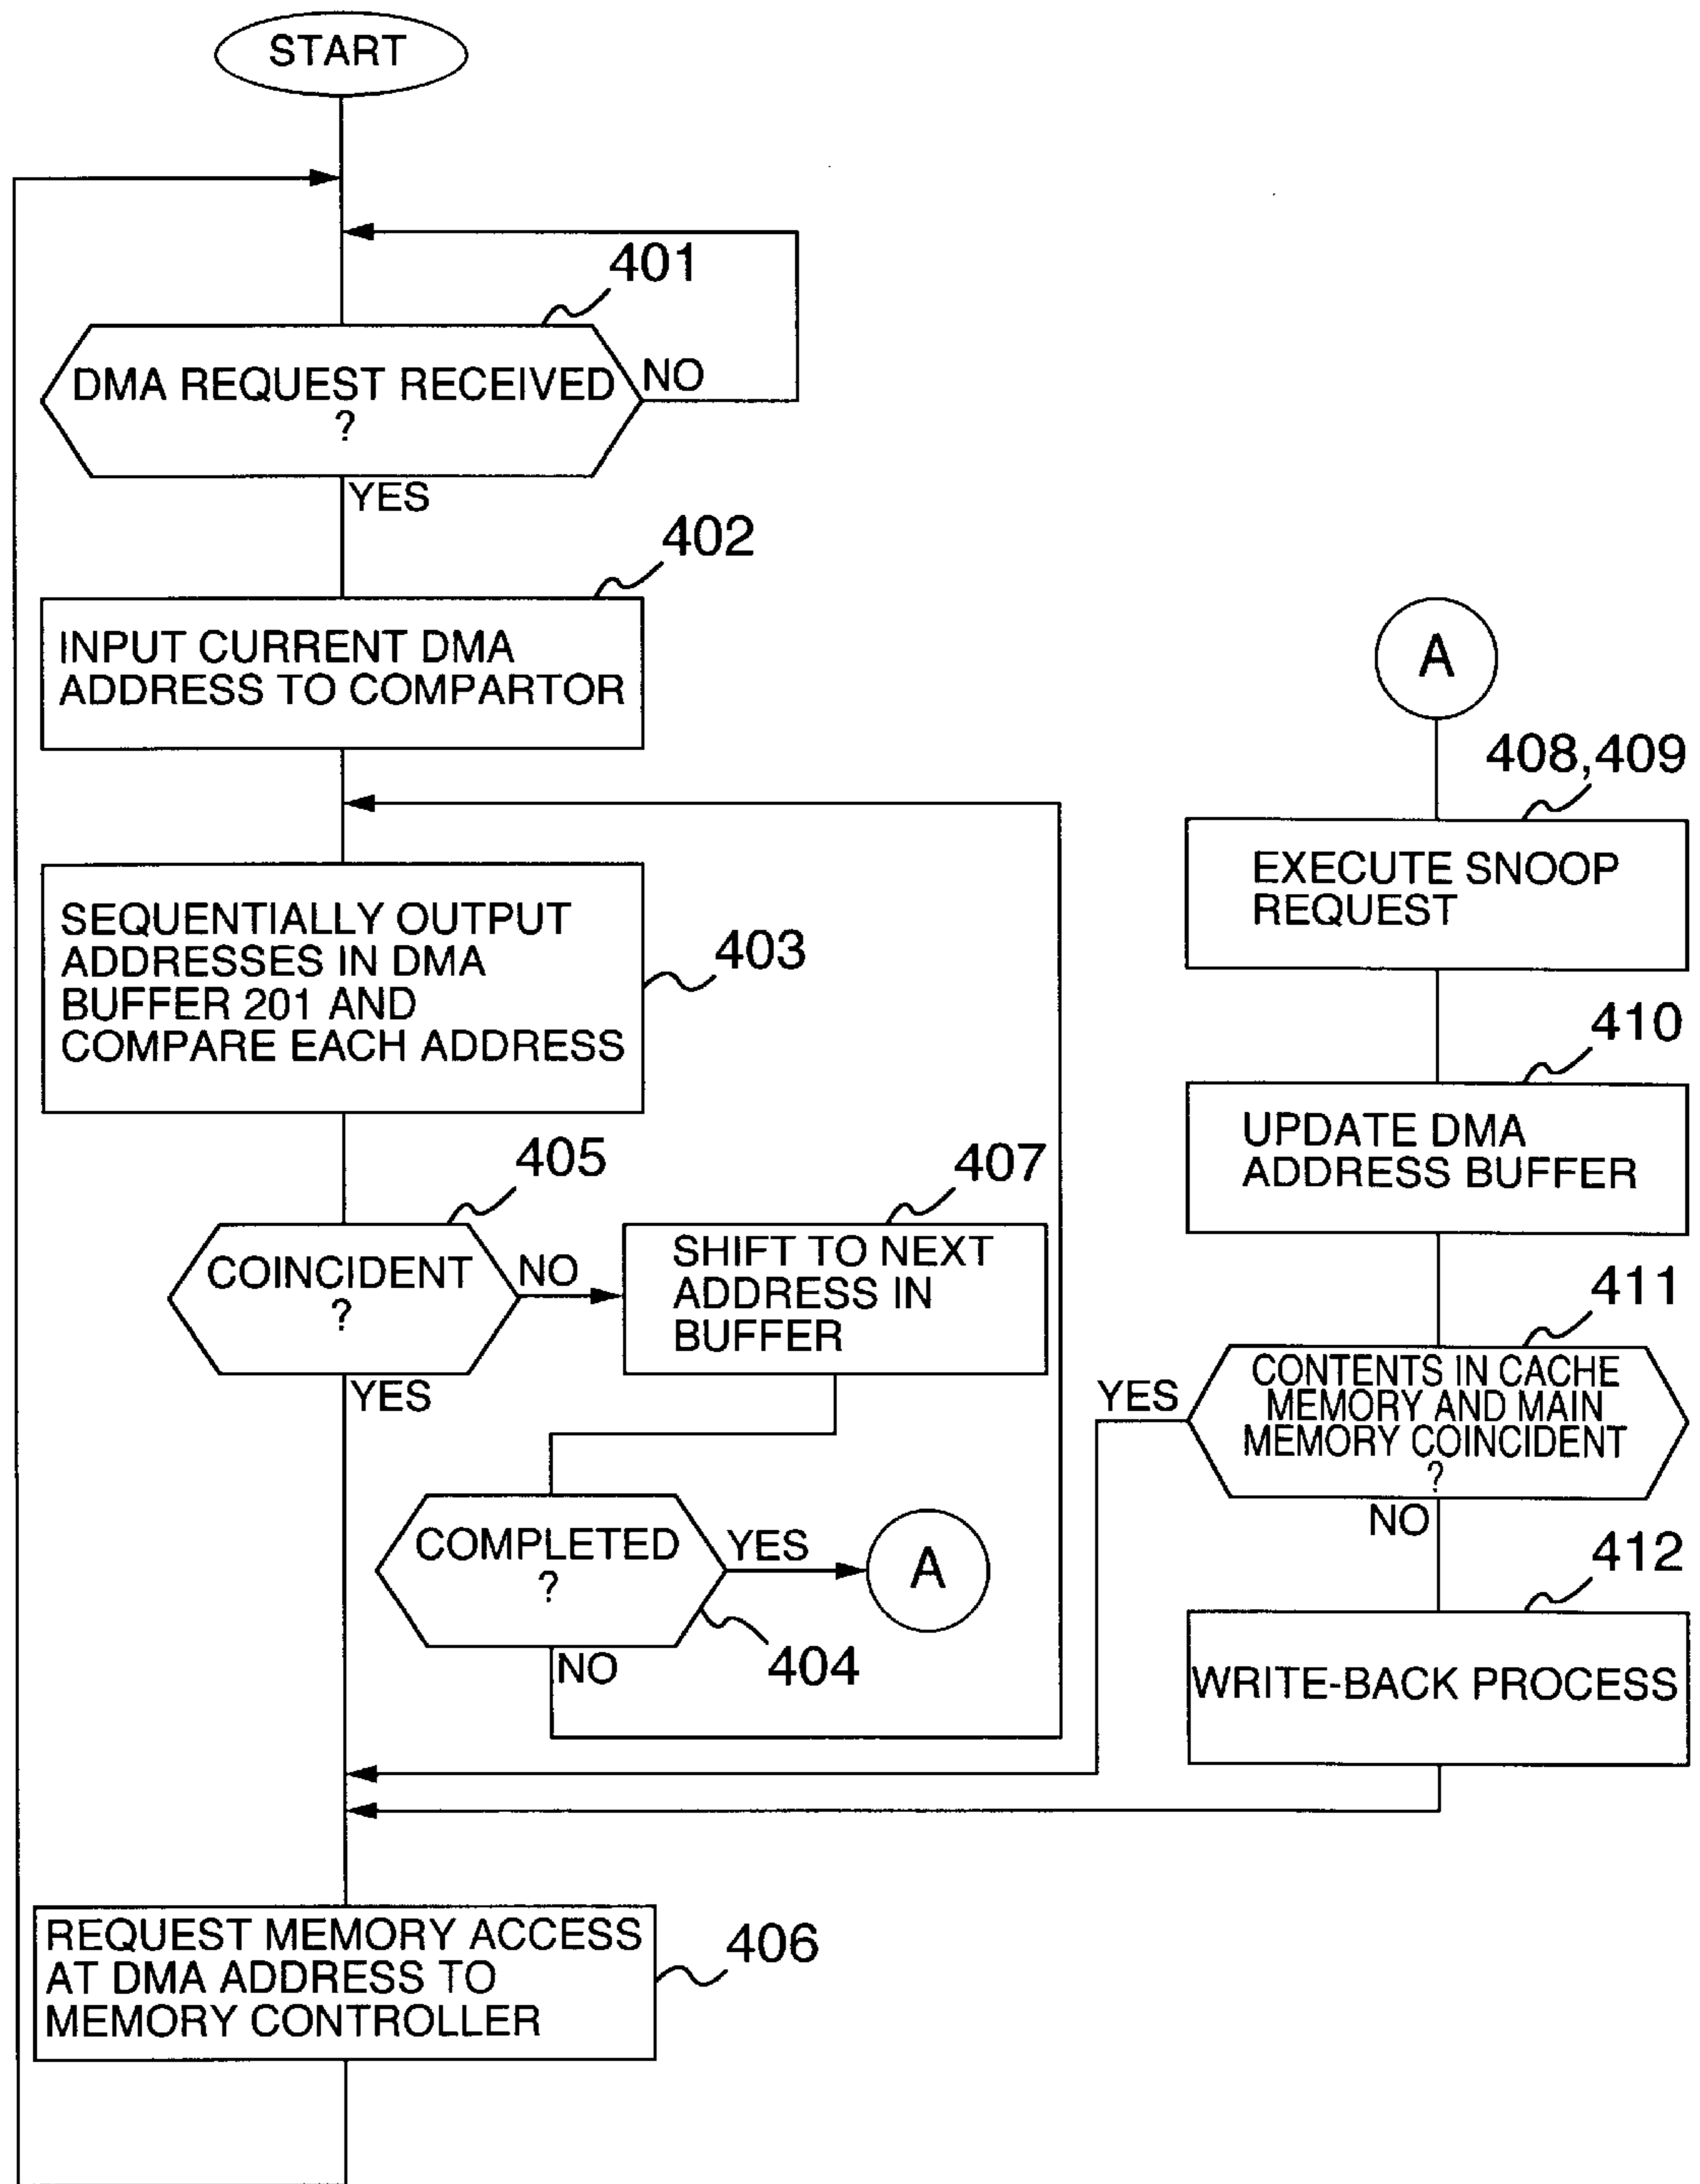 START
401
DMA REQUEST RECEIVED
?
NO
YES
402
INPUT CURRENT DMA
ADDRESS TO COMPARTOR
403
SEQUENTIALLY OUTPUT
ADDRESSES IN DMA
BUFFER 201 AND
COMPARE EACH ADDRESS
405
COINCIDENT
?
NO
YES
407
SHIFT TO NEXT
ADDRESS IN
BUFFER
COMPLETED
?
YES
A
NO
404
A
408,409
EXECUTE SNOOP
REQUEST
410
UPDATE DMA
ADDRESS BUFFER
411
CONTENTS IN CACHE
MEMORY AND MAIN
MEMORY COINCIDENT
?
YES
NO
412
WRITE-BACK PROCESS
REQUEST MEMORY ACCESS
AT DMA ADDRESS TO
MEMORY CONTROLLER
406